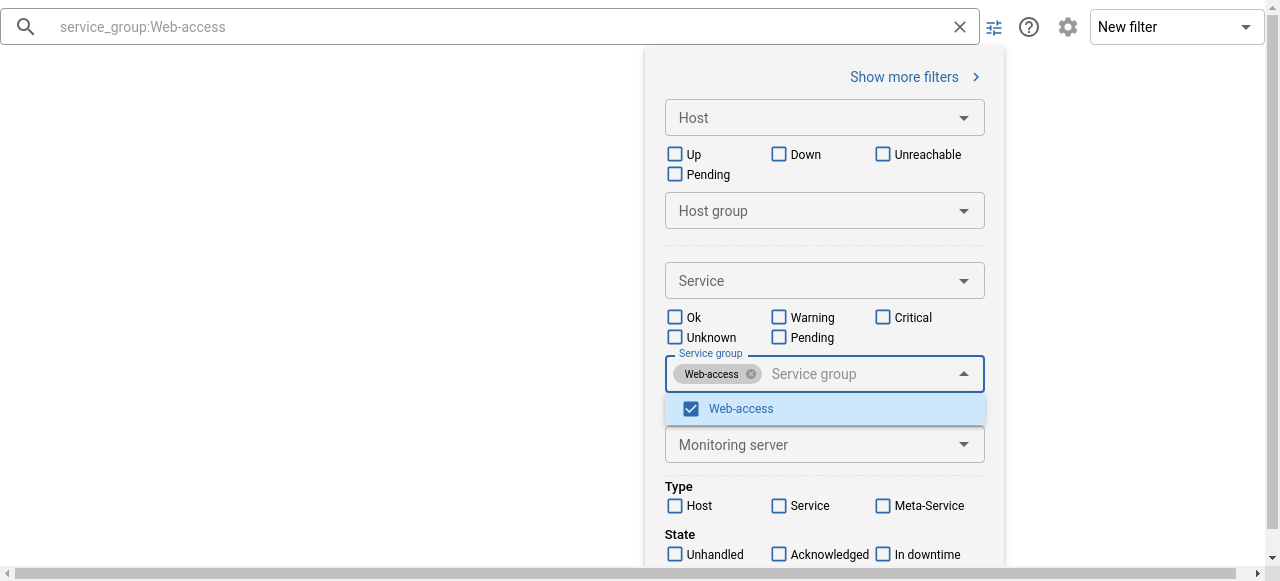 service_group:Web-access
New filter
Show more filters
Host
Up Down Unreachable
Pending
Host group
Service
Ok Warning Critical
Unknown Pending
Service group
Web-access Service group
Web-access
Monitoring server
Type
Host Service Meta-Service
State
Unhandled Acknowledged In downtime